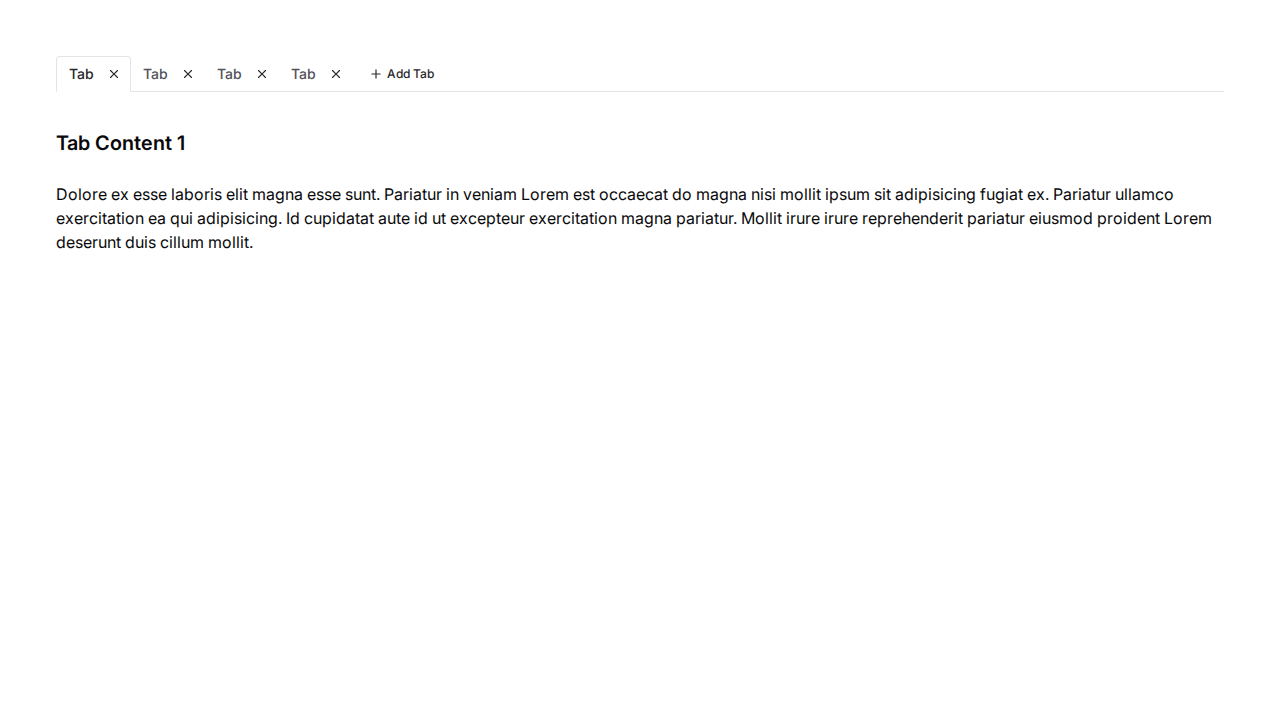 Tab Tab Tab Tab Add Tab
Tab Content 1
Dolore ex esse laboris elit magna esse sunt. Pariatur in veniam Lorem est occaecat do magna nisi mollit ipsum sit adipisicing fugiat ex. Pariatur ullamco
exercitation ea qui adipisicing. Id cupidatat aute id ut excepteur exercitation magna pariatur. Mollit irure irure reprehenderit pariatur eiusmod proident Lorem
deserunt duis cillum mollit.